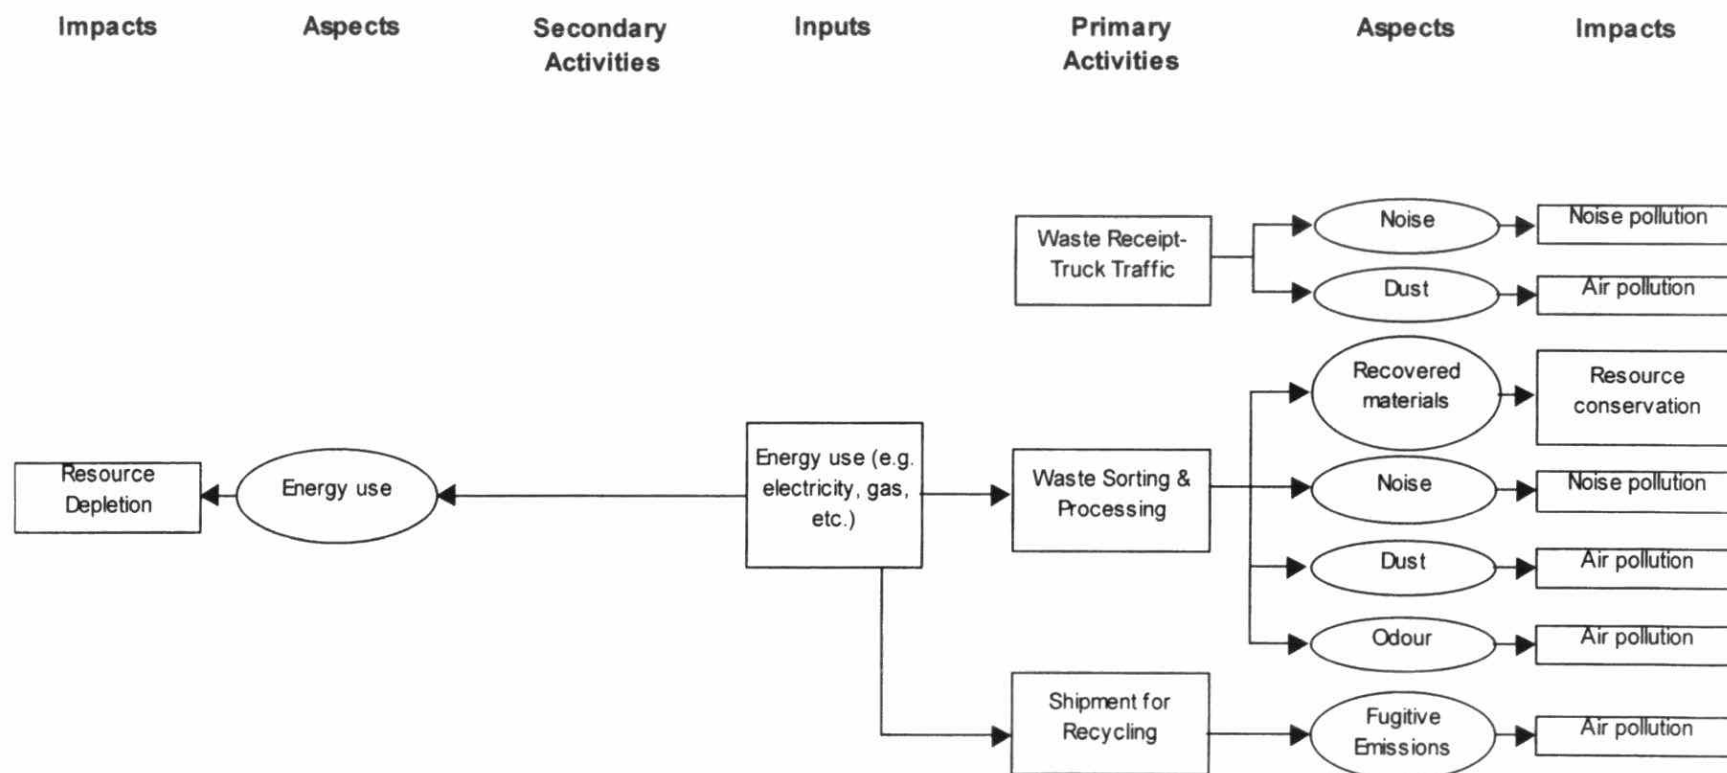 Impacts
Aspects
Secondary
Activities
Inputs
Primary
Activities
Aspects
Impacts
Waste Receipt-
Truck Traffic
Noise
Noise pollution
Dust
Air pollution
Recovered
materials
Resource
conservation
Resource
Depletion
Energy use
Energy use (e.g.
electricity, gas,
etc.)
Waste Sorting &
Processing
Noise
Noise pollution
Dust
Air pollution
Odour
Air pollution
Shipment for
Recycling
Fugitive
Emissions
Air pollution